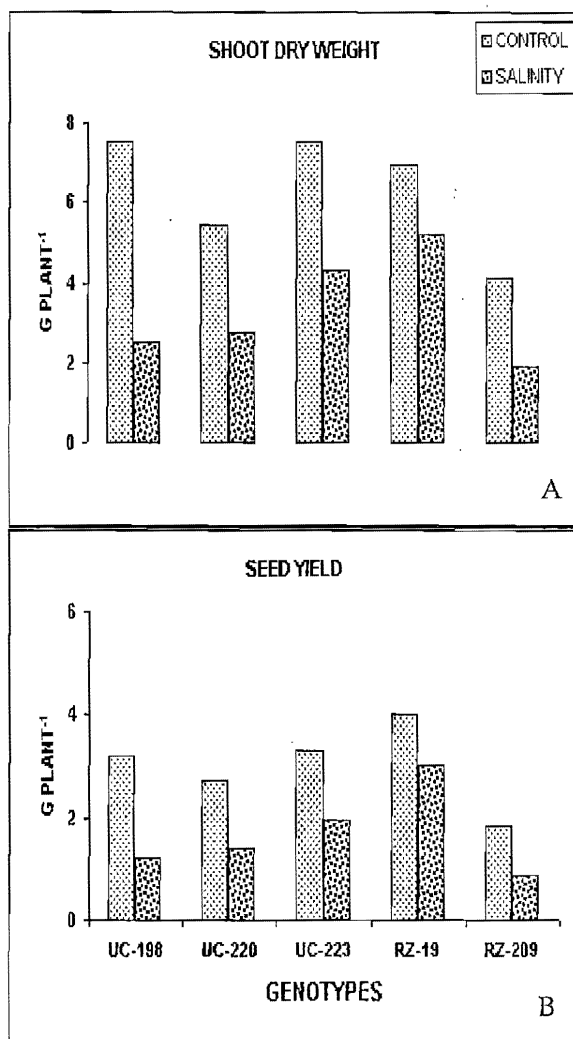 SHOOT DRY WEIGHT
CONTROL
SALINITY
8
6
4
2
0
G PLANT⁻¹
A
SEED YIELD
6
4
2
0
G PLANT⁻¹
UC-198 UC-220 UC-223 RZ-19 RZ-209
GENOTYPES
B